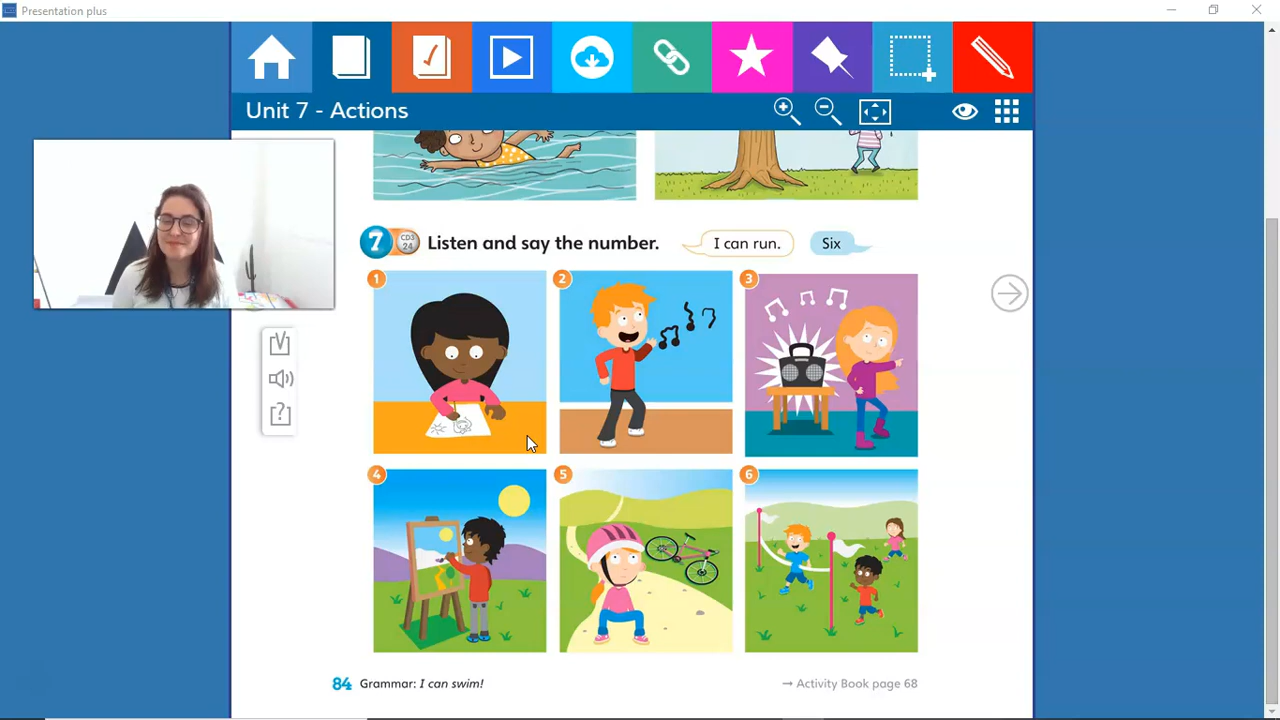 Presentation plus
Unit 7 - Actions
7 CD3 24 Listen and say the number. I can run. Six
1 2 3
4 5 6
84 Grammar: I can swim! → Activity Book page 68